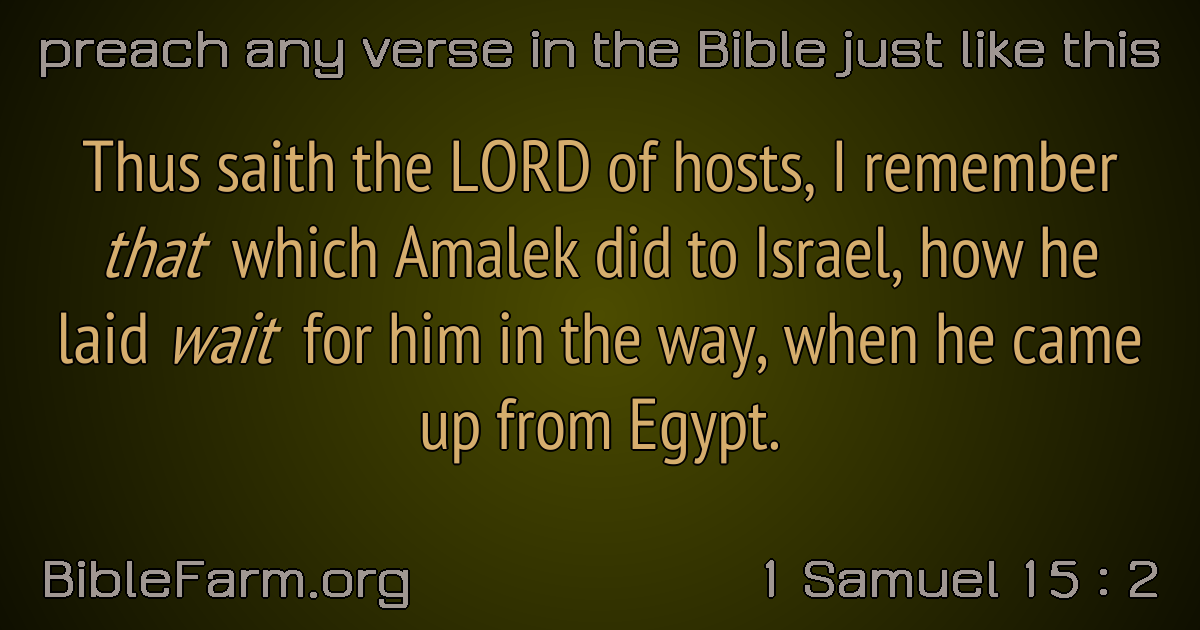 preach any verse in the Bible just like this
Thus saith the LORD of hosts, I remember
that which Amalek did to Israel, how he
laid wait for him in the way, when he came
up from Egypt.
BibleFarm.org
1 Samuel 15 : 2